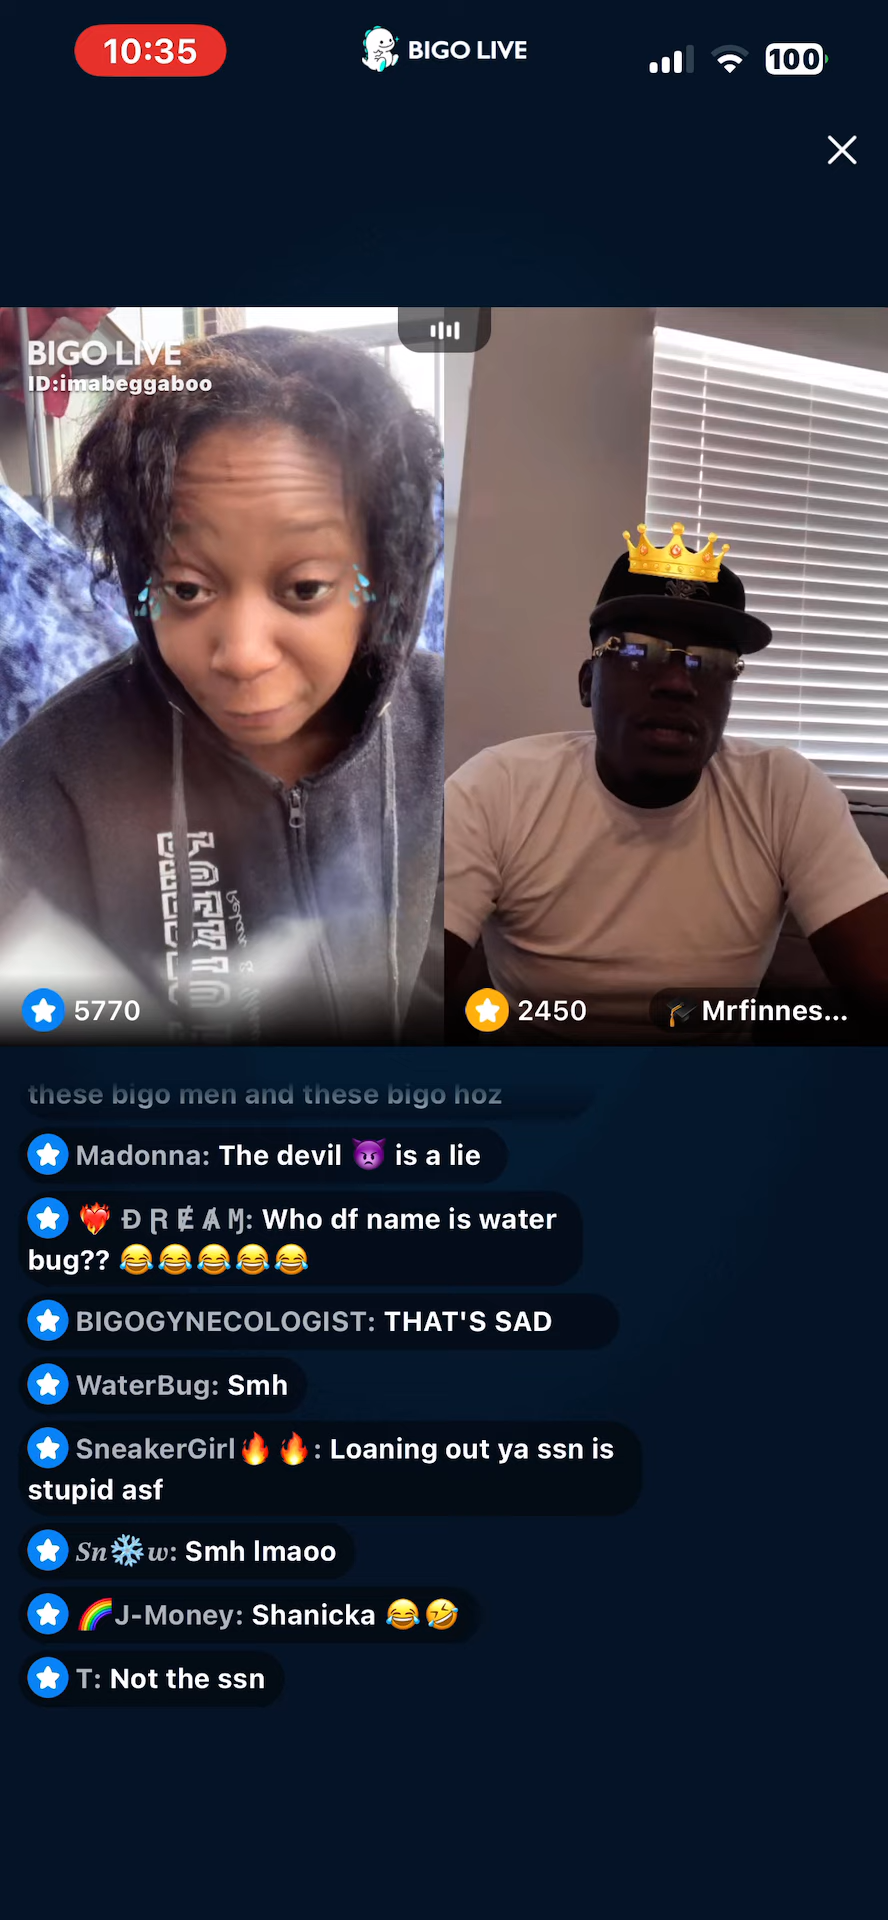 10:35
BIGO LIVE
100
BIGO LIVE
ID:imabeggaboo
5770
2450
Mrfinnes...
these bigo men and these bigo hoz
Madonna: The devil 👿 is a lie
❤️‍🔥 Đ Ɽ É Ⱥ Ɱ: Who df name is water
bug?? 😂😂😂😂😂
BIGOGYNECOLOGIST: THAT'S SAD
WaterBug: Smh
SneakerGirl🔥🔥: Loaning out ya ssn is
stupid asf
𝑆𝑛❄️𝑤: Smh lmaoo
🌈J-Money: Shanicka 😂🤣
T: Not the ssn